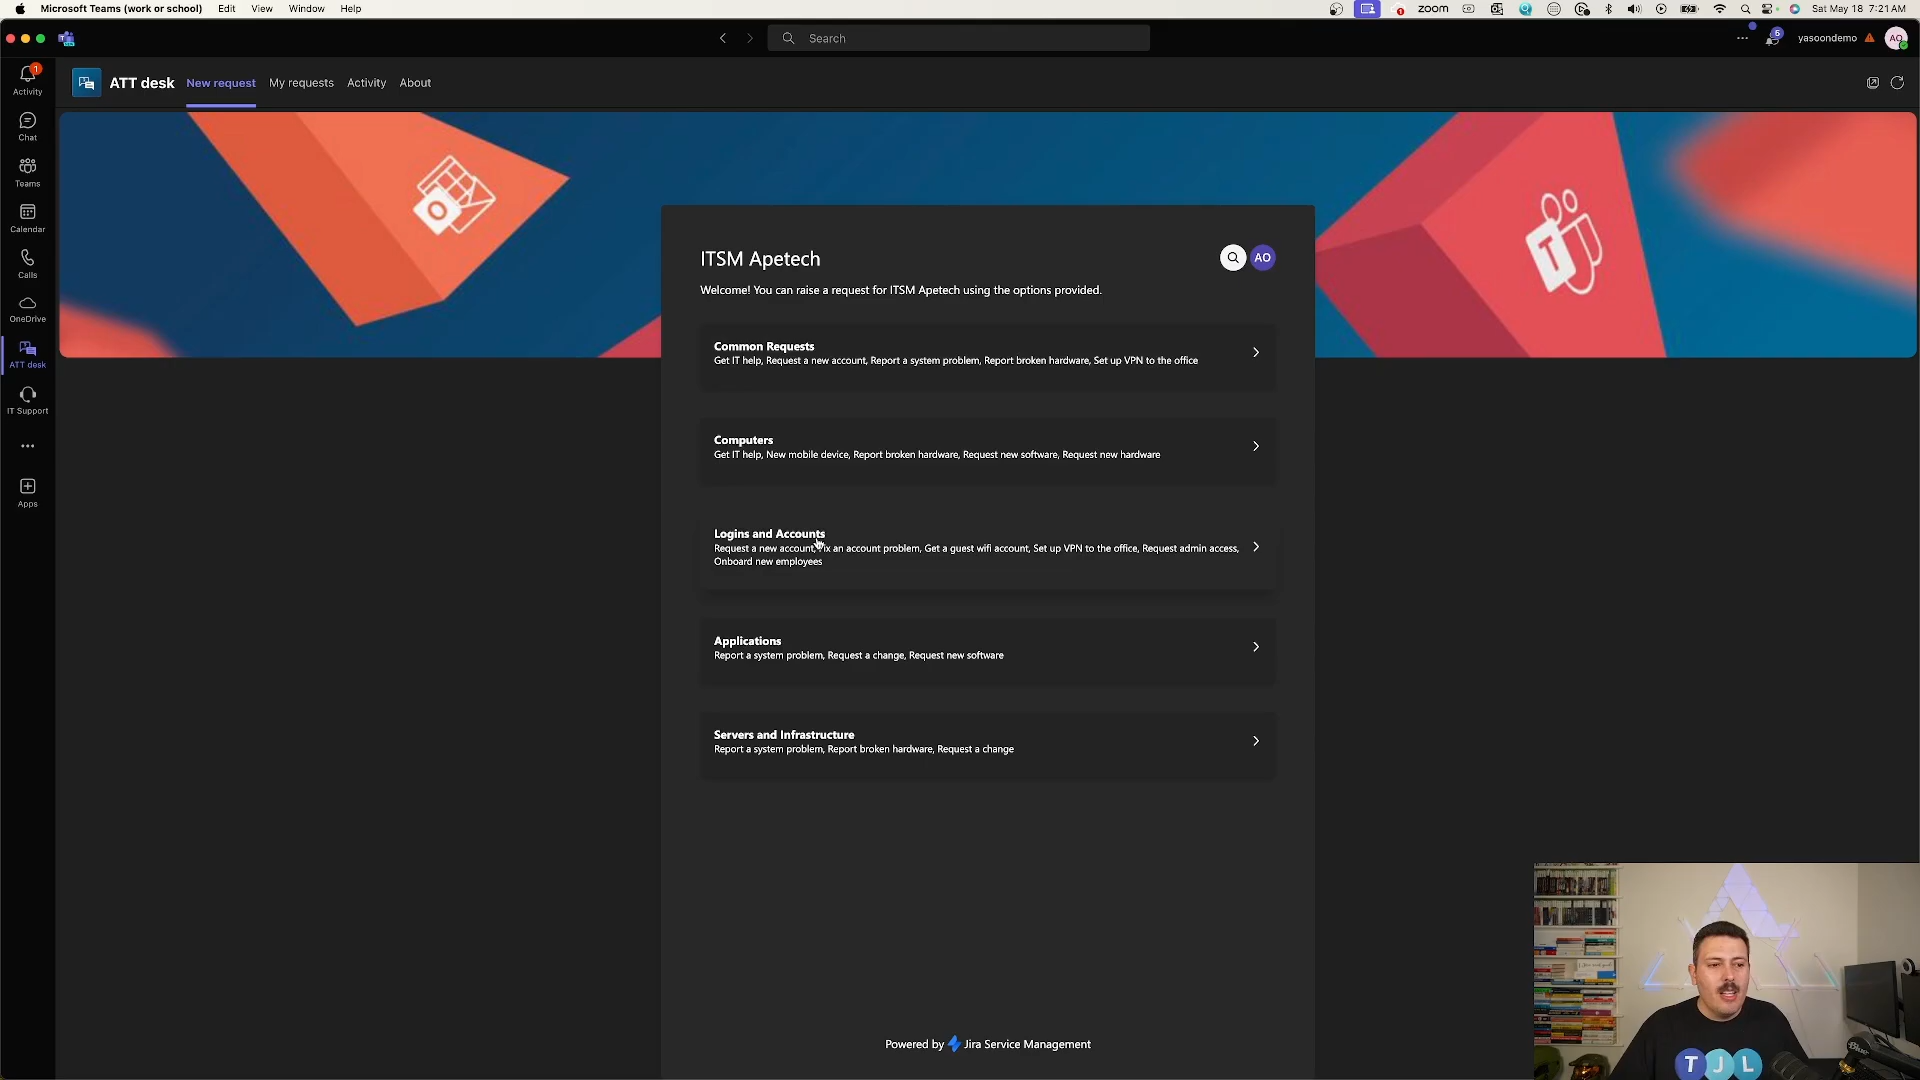 Microsoft Teams (work or school) Edit View Window Help
zoom
Sat May 18 7:21 AM
Search
6
yasoondemo
AO
1
Activity
Chat
Teams
Calendar
Calls
OneDrive
ATT desk
IT Support
Apps
ATT desk New request My requests Activity About
ITSM Apetech
AO
Welcome! You can raise a request for ITSM Apetech using the options provided.
Common Requests
Get IT help, Request a new account, Report a system problem, Report broken hardware, Set up VPN to the office
Computers
Get IT help, New mobile device, Report broken hardware, Request new software, Request new hardware
Logins and Accounts
Request a new account, Fix an account problem, Get a guest wifi account, Set up VPN to the office, Request admin access,
Onboard new employees
Applications
Report a system problem, Request a change, Request new software
Servers and Infrastructure
Report a system problem, Report broken hardware, Request a change
Powered by Jira Service Management
T J L
Blue